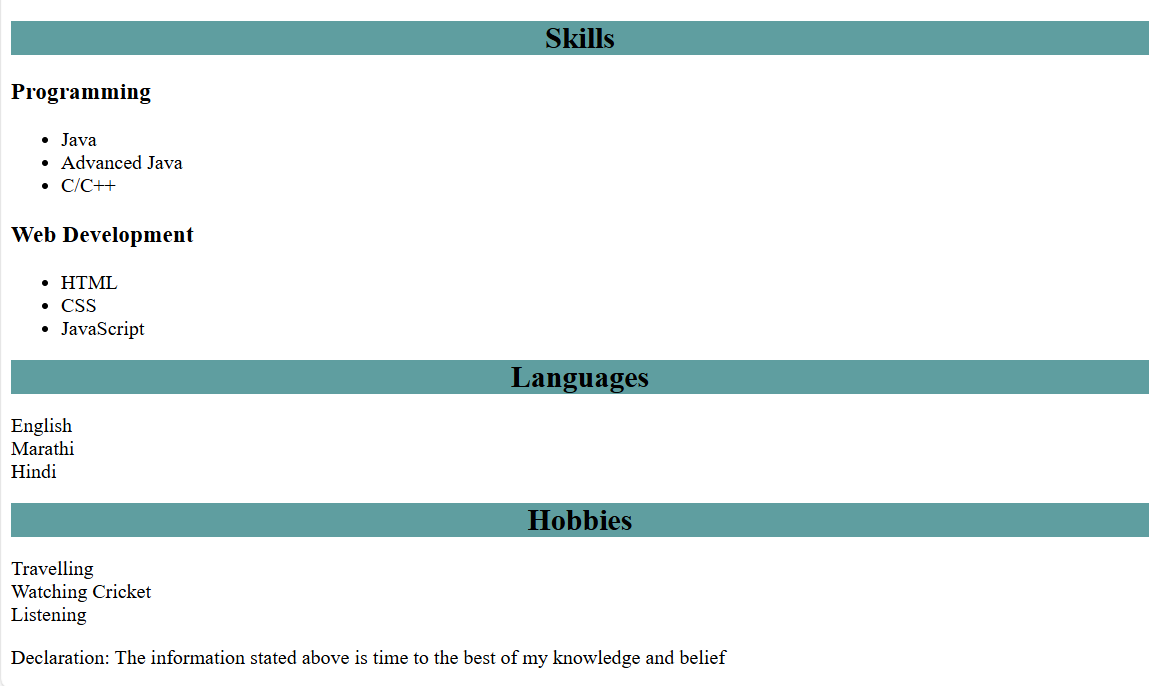 Skills
Programming
Java
Advanced Java
C/C++
Web Development
HTML
CSS
JavaScript
Languages
English
Marathi
Hindi
Hobbies
Travelling
Watching Cricket
Listening
Declaration: The information stated above is time to the best of my knowledge and belief